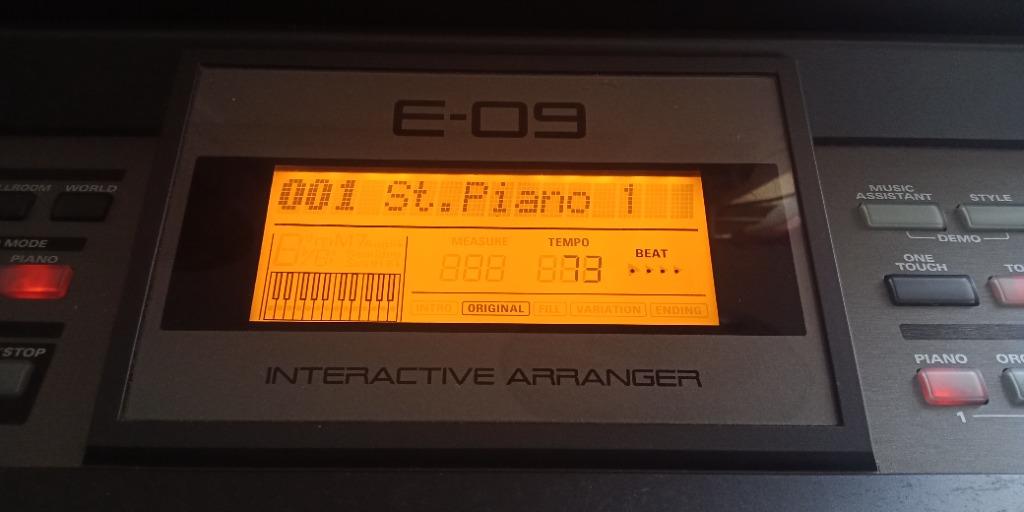 E-09
001 St.Piano 1
MEASURE TEMPO BEAT
73
INTRO ORIGINAL FILL VARIATION ENDING
INTERACTIVE ARRANGER
WORLD
MODE
PIANO
STOP
MUSIC
ASSISTANT
STYLE
DEMO
ONE
TOUCH
PIANO
1